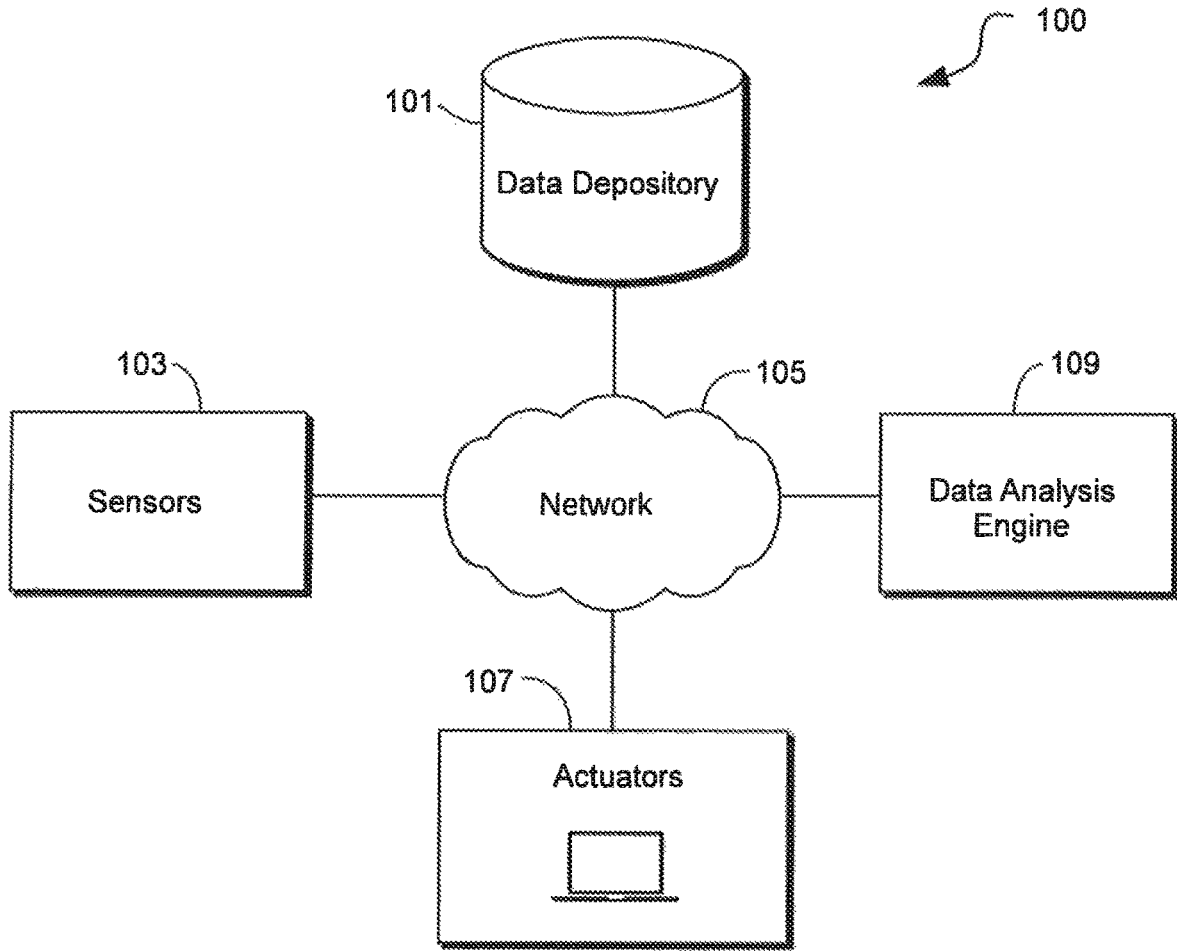 100
101
Data Depository
103
105
109
Sensors
Network
Data Analysis
Engine
107
Actuators